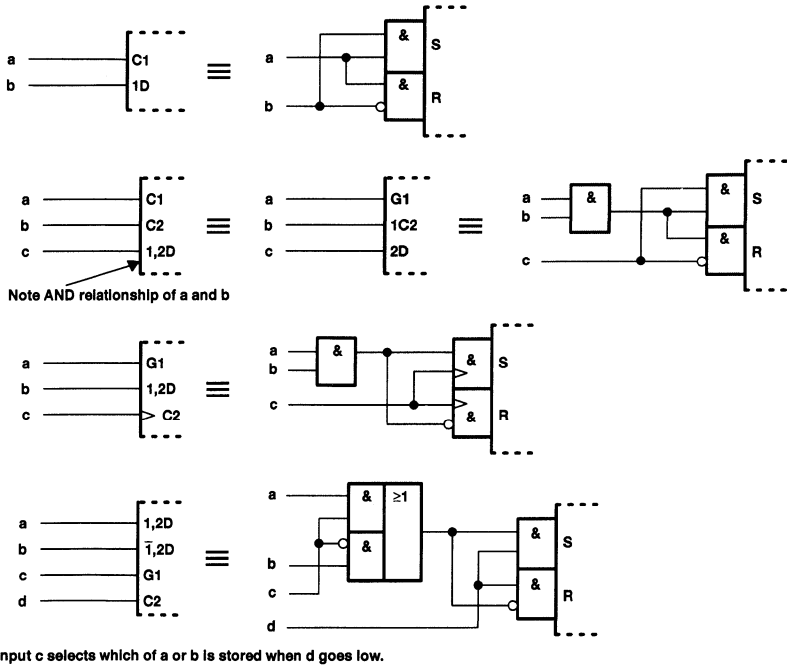 a
b
C1
1D
≡
a
b
&
&
S
R
a
b
c
C1
C2
1,2D
≡
a
b
c
G1
1C2
2D
≡
a
b
c
&
&
&
S
R
Note AND relationship of a and b
a
b
c
G1
1,2D
C2
≡
a
b
c
&
&
&
S
R
a
b
c
d
1,2D
1̅,2D
G1
C2
≡
a
b
c
d
&
&
≥1
&
&
S
R
nput c selects which of a or b is stored when d goes low.